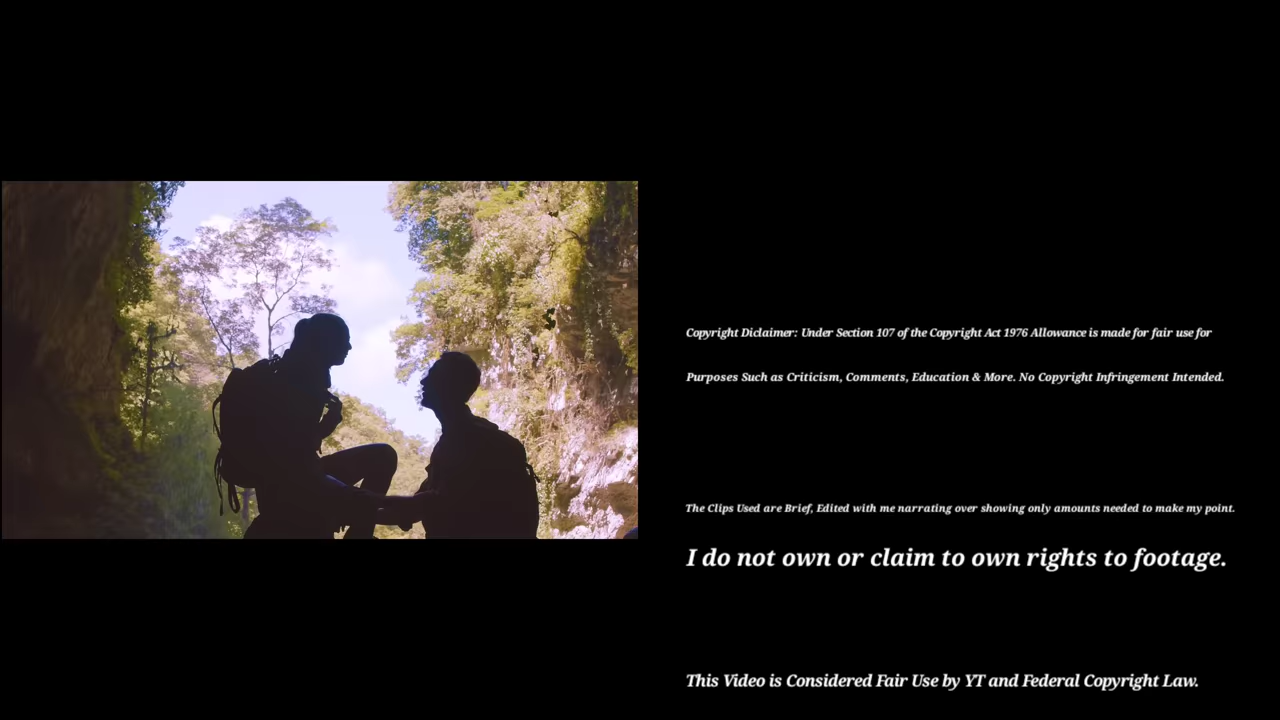 Copyright Diclaimer: Under Section 107 of the Copyright Act 1976 Allowance is made for fair use for
Purposes Such as Criticism, Comments, Education & More. No Copyright Infringement Intended.
The Clips Used are Brief, Edited with me narrating over showing only amounts needed to make my point.
I do not own or claim to own rights to footage.
This Video is Considered Fair Use by YT and Federal Copyright Law.